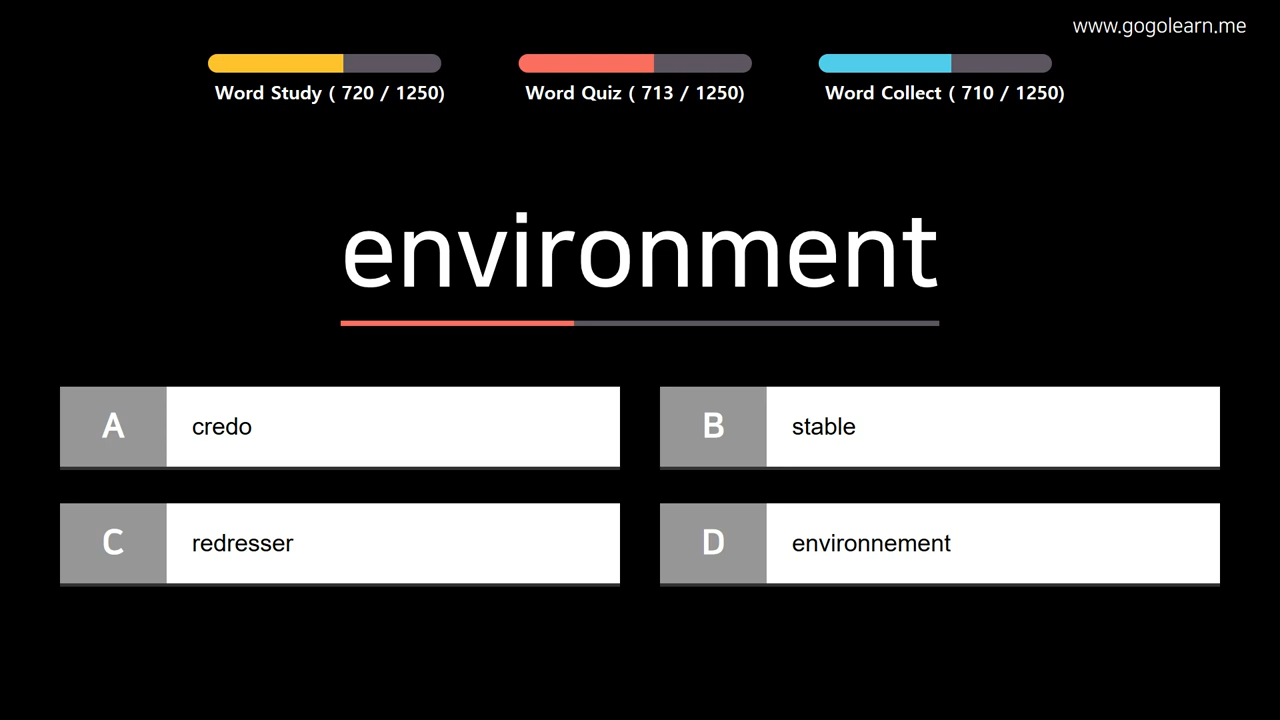 www.gogolearn.me
Word Study ( 720 / 1250)
Word Quiz ( 713 / 1250)
Word Collect ( 710 / 1250)
environment
A credo
B stable
C redresser
D environnement